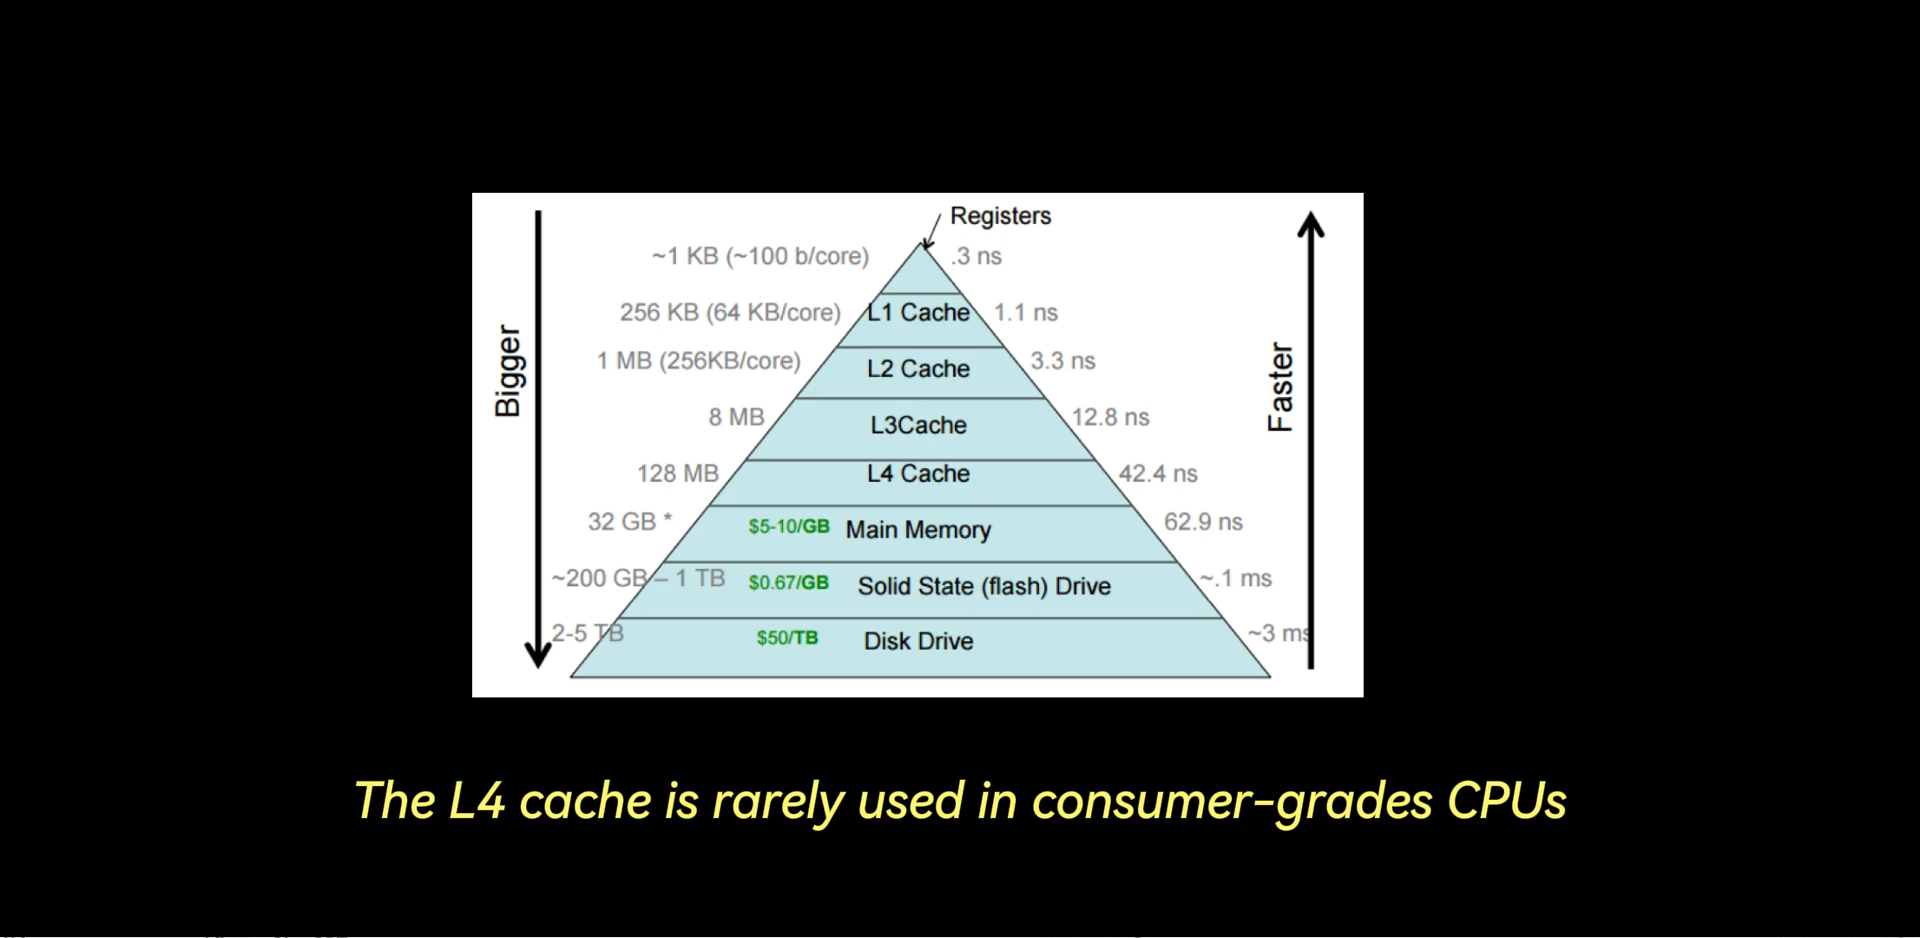 Registers
~1 KB (~100 b/core) .3 ns
256 KB (64 KB/core) L1 Cache 1.1 ns
1 MB (256KB/core) L2 Cache 3.3 ns
8 MB L3Cache 12.8 ns
128 MB L4 Cache 42.4 ns
32 GB * $5-10/GB Main Memory 62.9 ns
~200 GB – 1 TB $0.67/GB Solid State (flash) Drive ~.1 ms
2-5 TB $50/TB Disk Drive ~3 ms
Bigger
Faster
The L4 cache is rarely used in consumer-grades CPUs